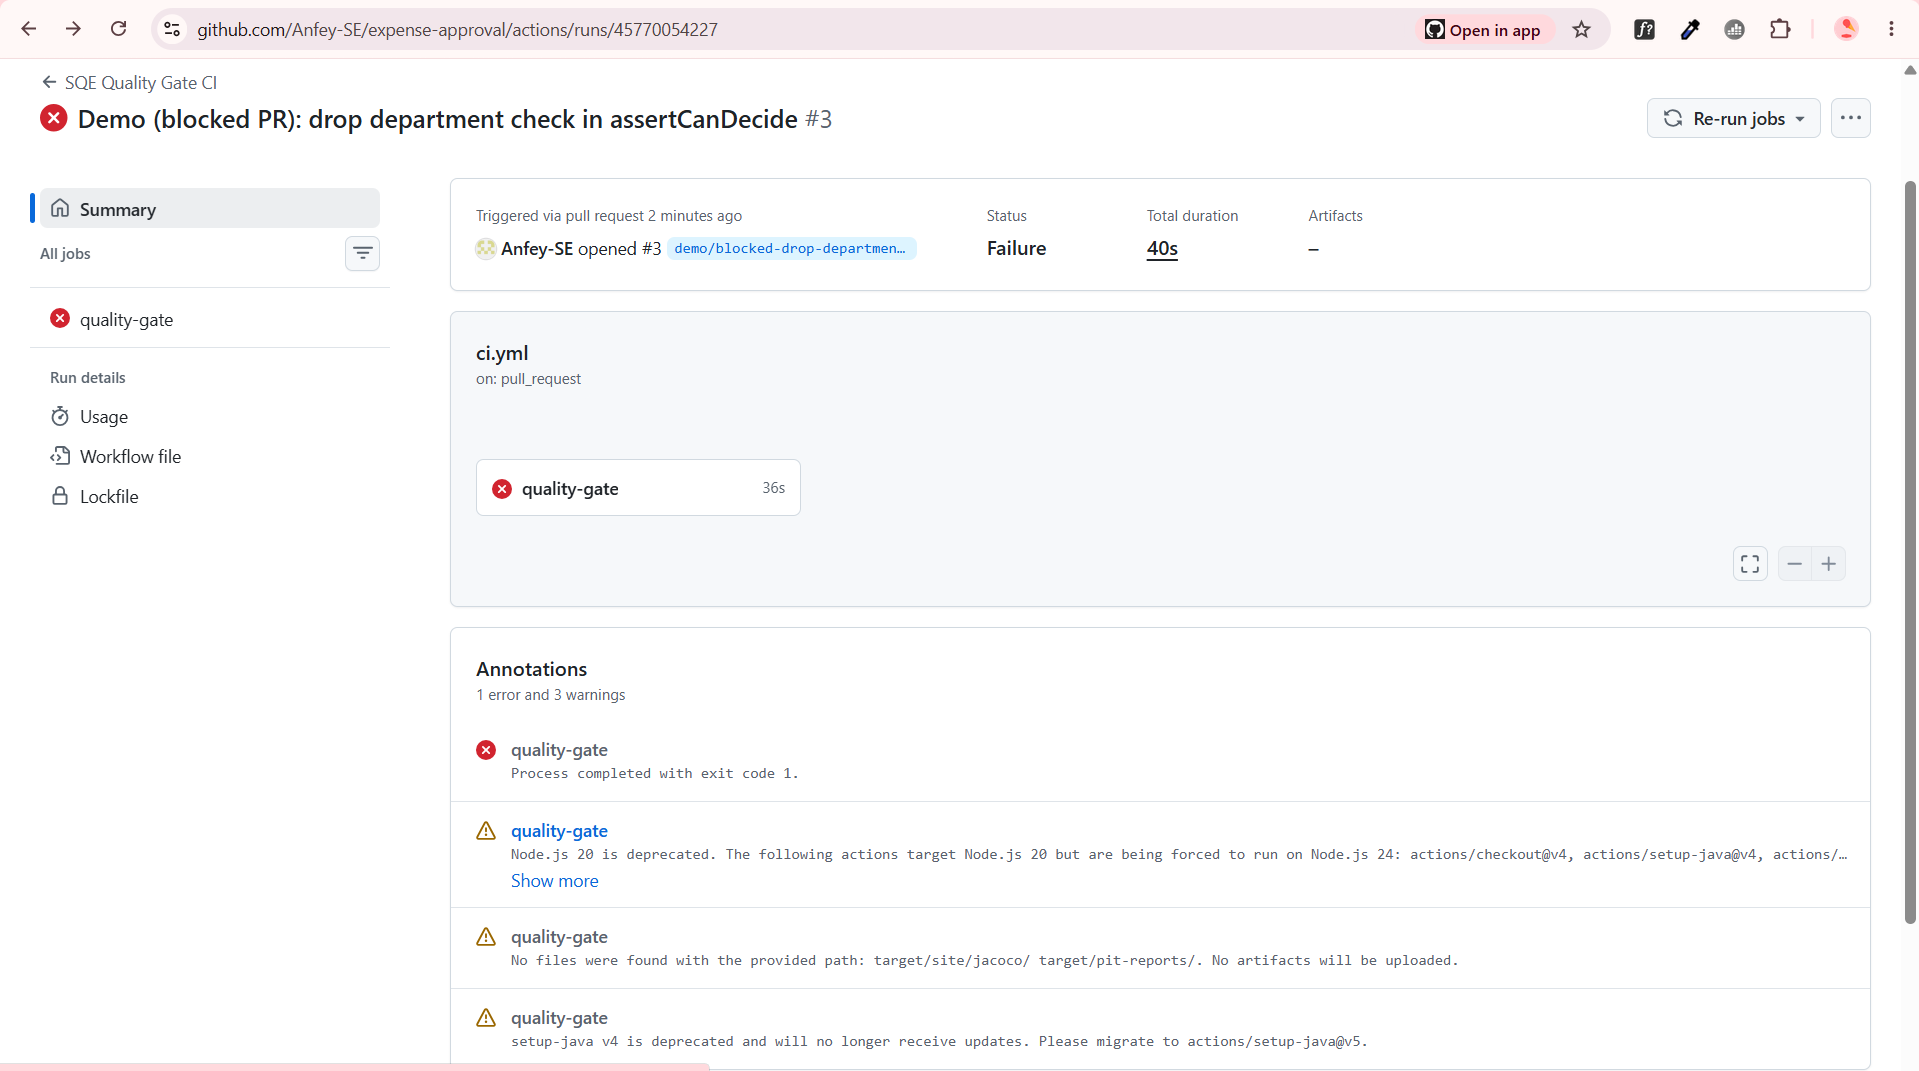 github.com/Anfey-SE/expense-approval/actions/runs/45770054227
Open in app
SQE Quality Gate CI
Demo (blocked PR): drop department check in assertCanDecide #3
Re-run jobs
Summary
All jobs
quality-gate
Run details
Usage
Workflow file
Lockfile
Triggered via pull request 2 minutes ago
Anfey-SE opened #3 demo/blocked-drop-departmen…
Status
Failure
Total duration
40s
Artifacts
–
ci.yml
on: pull_request
quality-gate 36s
Annotations
1 error and 3 warnings
quality-gate
Process completed with exit code 1.
quality-gate
Node.js 20 is deprecated. The following actions target Node.js 20 but are being forced to run on Node.js 24: actions/checkout@v4, actions/setup-java@v4, actions/…
Show more
quality-gate
No files were found with the provided path: target/site/jacoco/ target/pit-reports/. No artifacts will be uploaded.
quality-gate
setup-java v4 is deprecated and will no longer receive updates. Please migrate to actions/setup-java@v5.